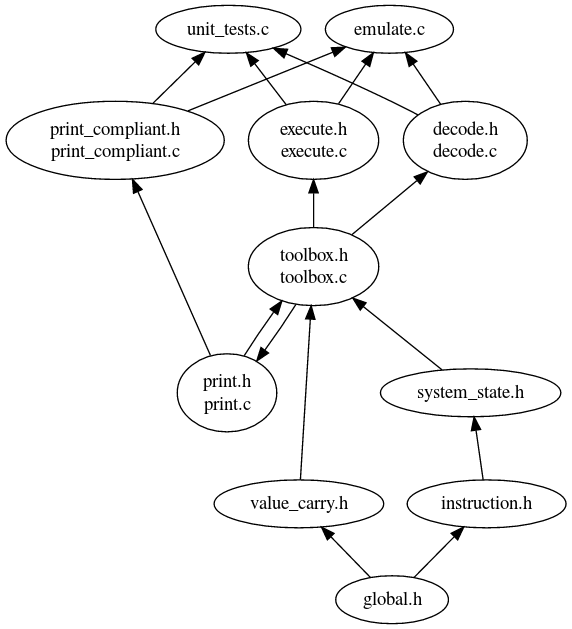 unit_tests.c
emulate.c
print_compliant.h
print_compliant.c
execute.h
execute.c
decode.h
decode.c
toolbox.h
toolbox.c
print.h
print.c
system_state.h
value_carry.h
instruction.h
global.h